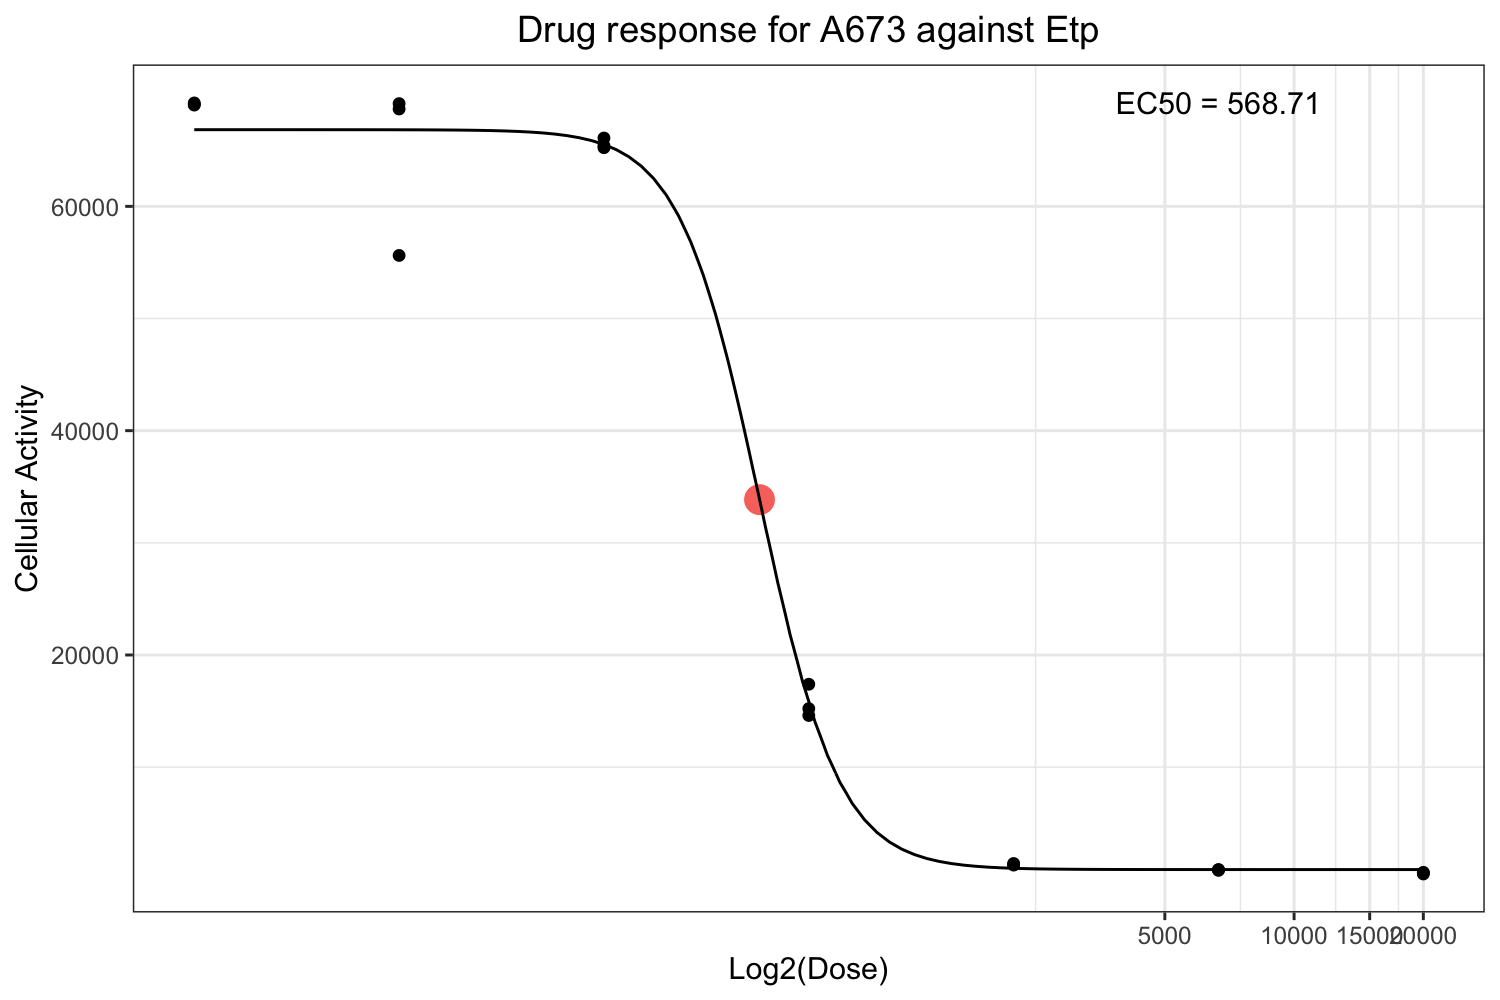 Drug response for A673 against Etp
EC50 = 568.71
60000
40000
20000
Cellular Activity
5000 10000 15000 20000
Log2(Dose)